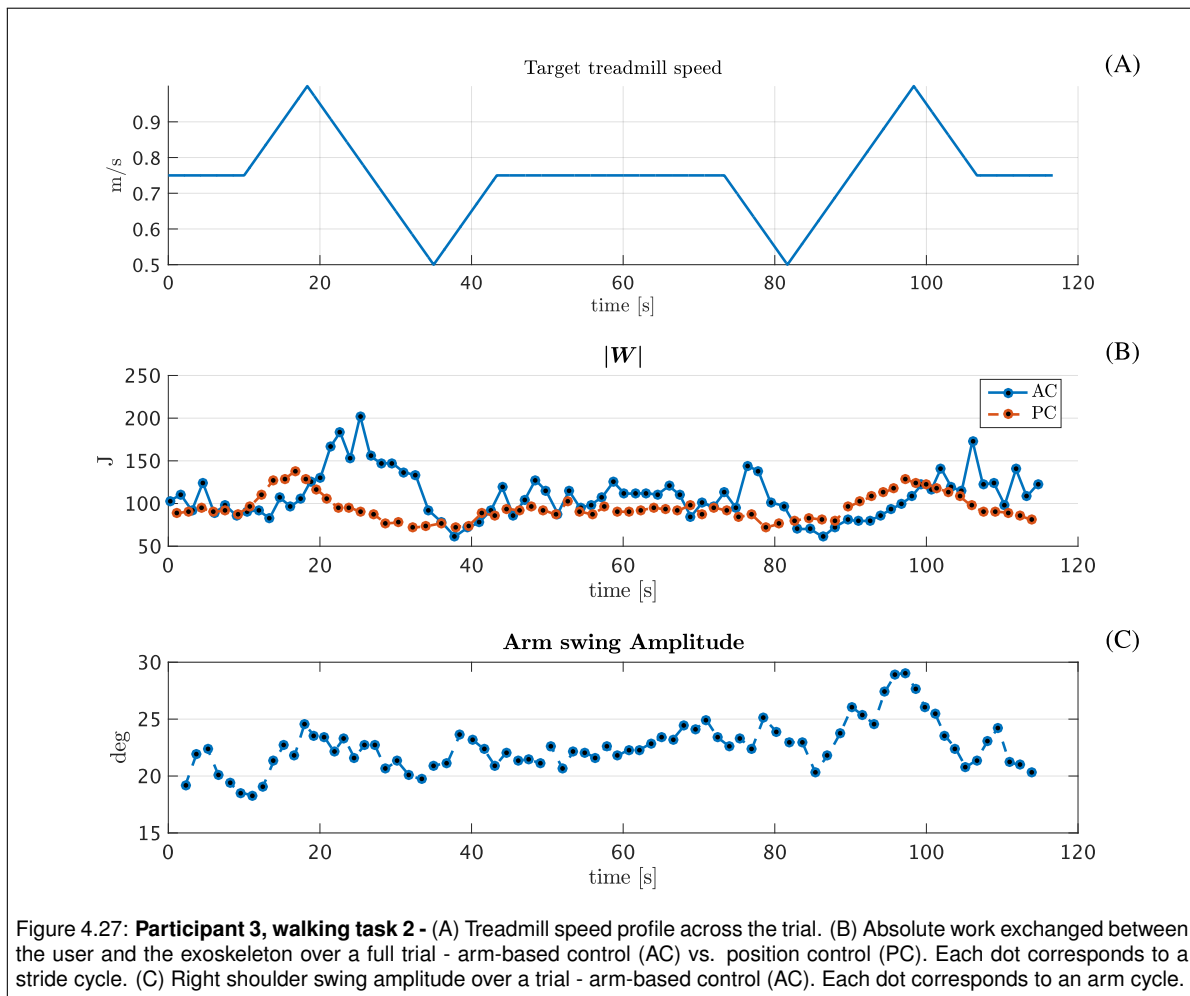 Target treadmill speed
(A)
0.9
0.8
0.7
0.6
0.5
m/s
0 20 40 60 80 100 120
time [s]
|W|
(B)
250
200
150
100
50
J
AC
PC
0 20 40 60 80 100 120
time [s]
Arm swing Amplitude
(C)
30
25
20
15
deg
0 20 40 60 80 100 120
time [s]
Figure 4.27: Participant 3, walking task 2 - (A) Treadmill speed profile across the trial. (B) Absolute work exchanged between
the user and the exoskeleton over a full trial - arm-based control (AC) vs. position control (PC). Each dot corresponds to a
stride cycle. (C) Right shoulder swing amplitude over a trial - arm-based control (AC). Each dot corresponds to an arm cycle.